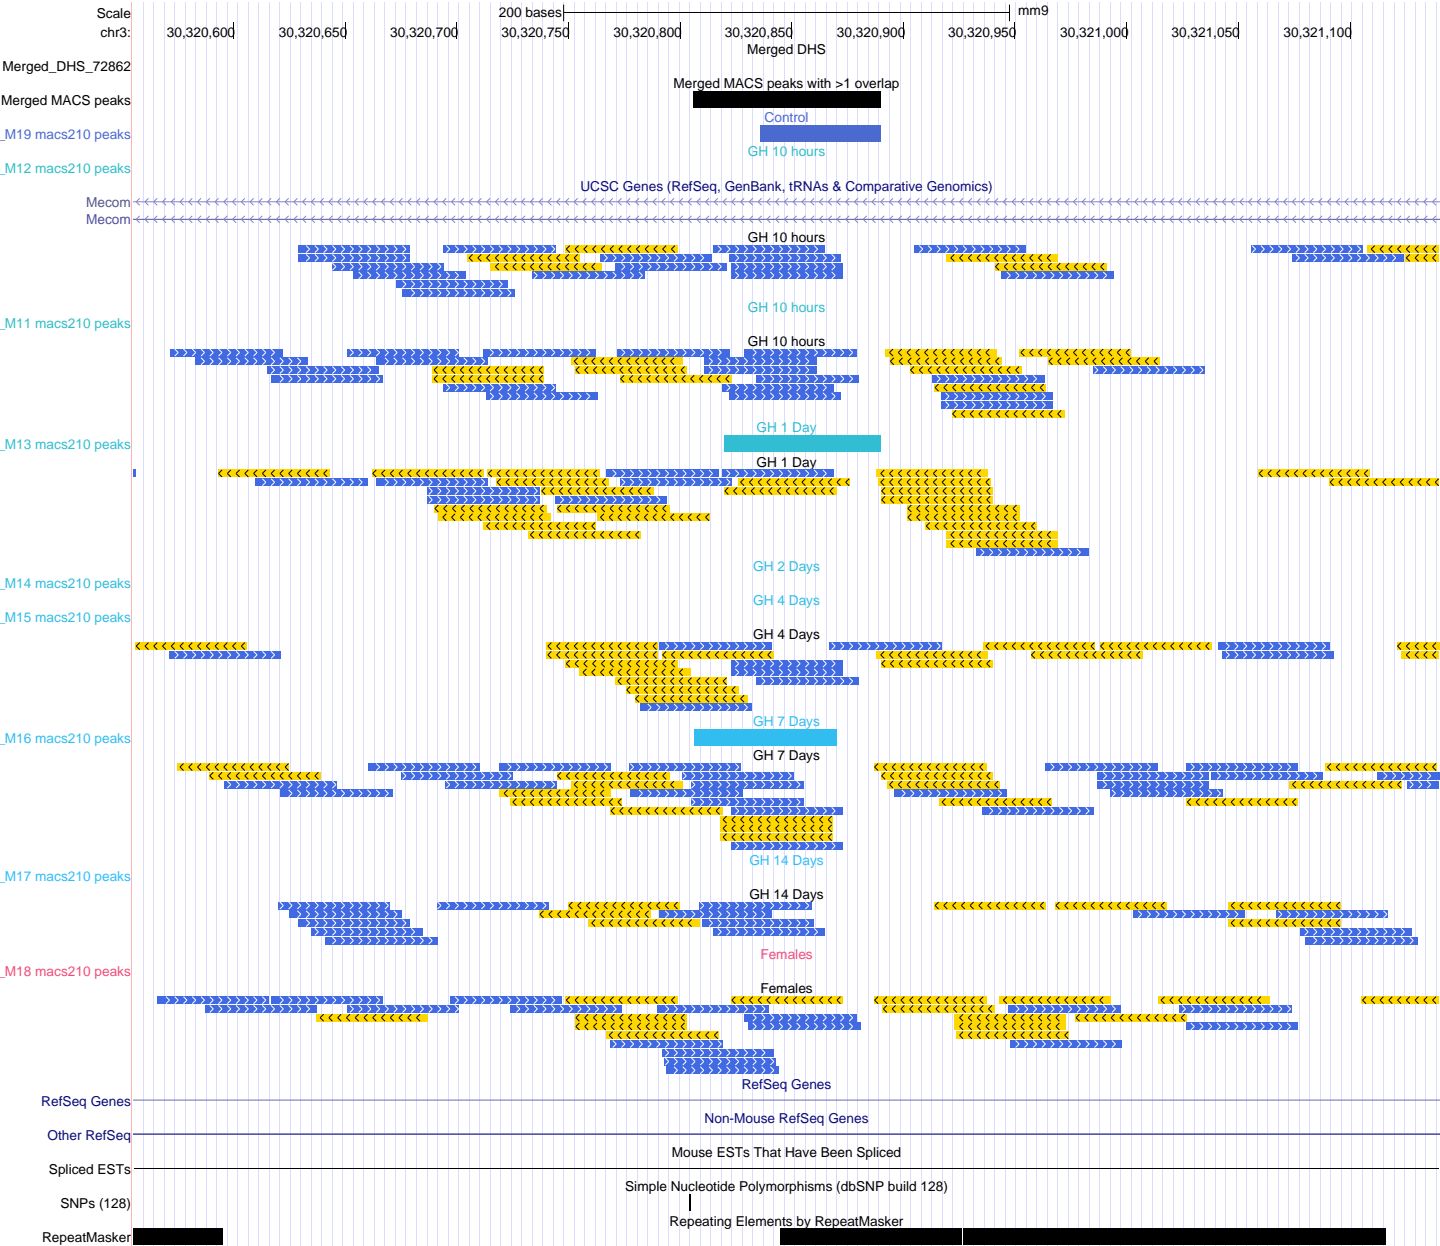 Scale 200 bases mm9
chr3: 30,320,600 30,320,650 30,320,700 30,320,750 30,320,800 30,320,850 30,320,900 30,320,950 30,321,000 30,321,050 30,321,100
Merged DHS
Merged_DHS_72862
Merged MACS peaks with >1 overlap
Merged MACS peaks
Control
_M19 macs210 peaks
GH 10 hours
_M12 macs210 peaks
UCSC Genes (RefSeq, GenBank, tRNAs & Comparative Genomics)
Mecom
Mecom
GH 10 hours
GH 10 hours
_M11 macs210 peaks
GH 10 hours
GH 1 Day
_M13 macs210 peaks
GH 1 Day
GH 2 Days
_M14 macs210 peaks
GH 4 Days
_M15 macs210 peaks
GH 4 Days
GH 7 Days
_M16 macs210 peaks
GH 7 Days
GH 14 Days
_M17 macs210 peaks
GH 14 Days
Females
_M18 macs210 peaks
Females
RefSeq Genes
RefSeq Genes
Non-Mouse RefSeq Genes
Other RefSeq
Mouse ESTs That Have Been Spliced
Spliced ESTs
Simple Nucleotide Polymorphisms (dbSNP build 128)
SNPs (128)
Repeating Elements by RepeatMasker
RepeatMasker